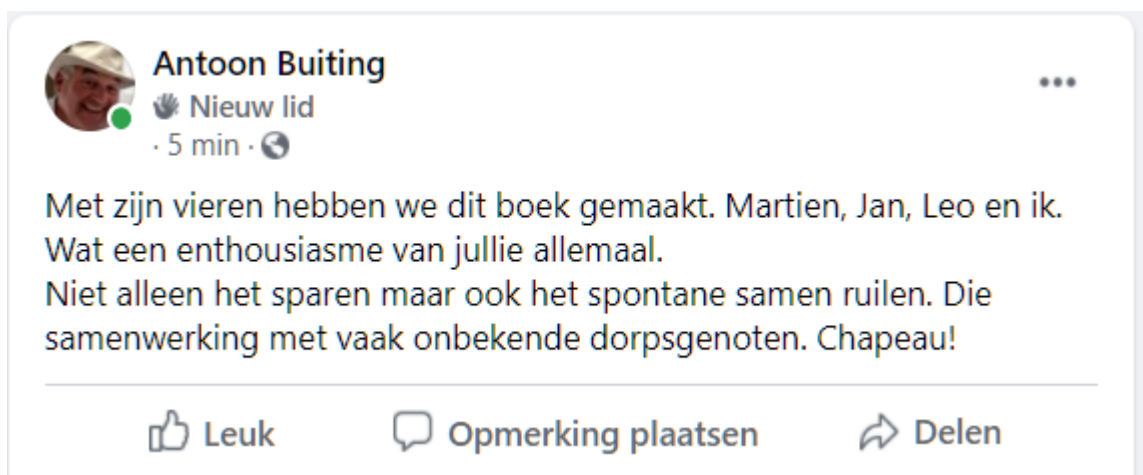 Antoon Buiting
Nieuw lid
· 5 min ·
Met zijn vieren hebben we dit boek gemaakt. Martien, Jan, Leo en ik.
Wat een enthousiasme van jullie allemaal.
Niet alleen het sparen maar ook het spontane samen ruilen. Die
samenwerking met vaak onbekende dorpsgenoten. Chapeau!
Leuk Opmerking plaatsen Delen